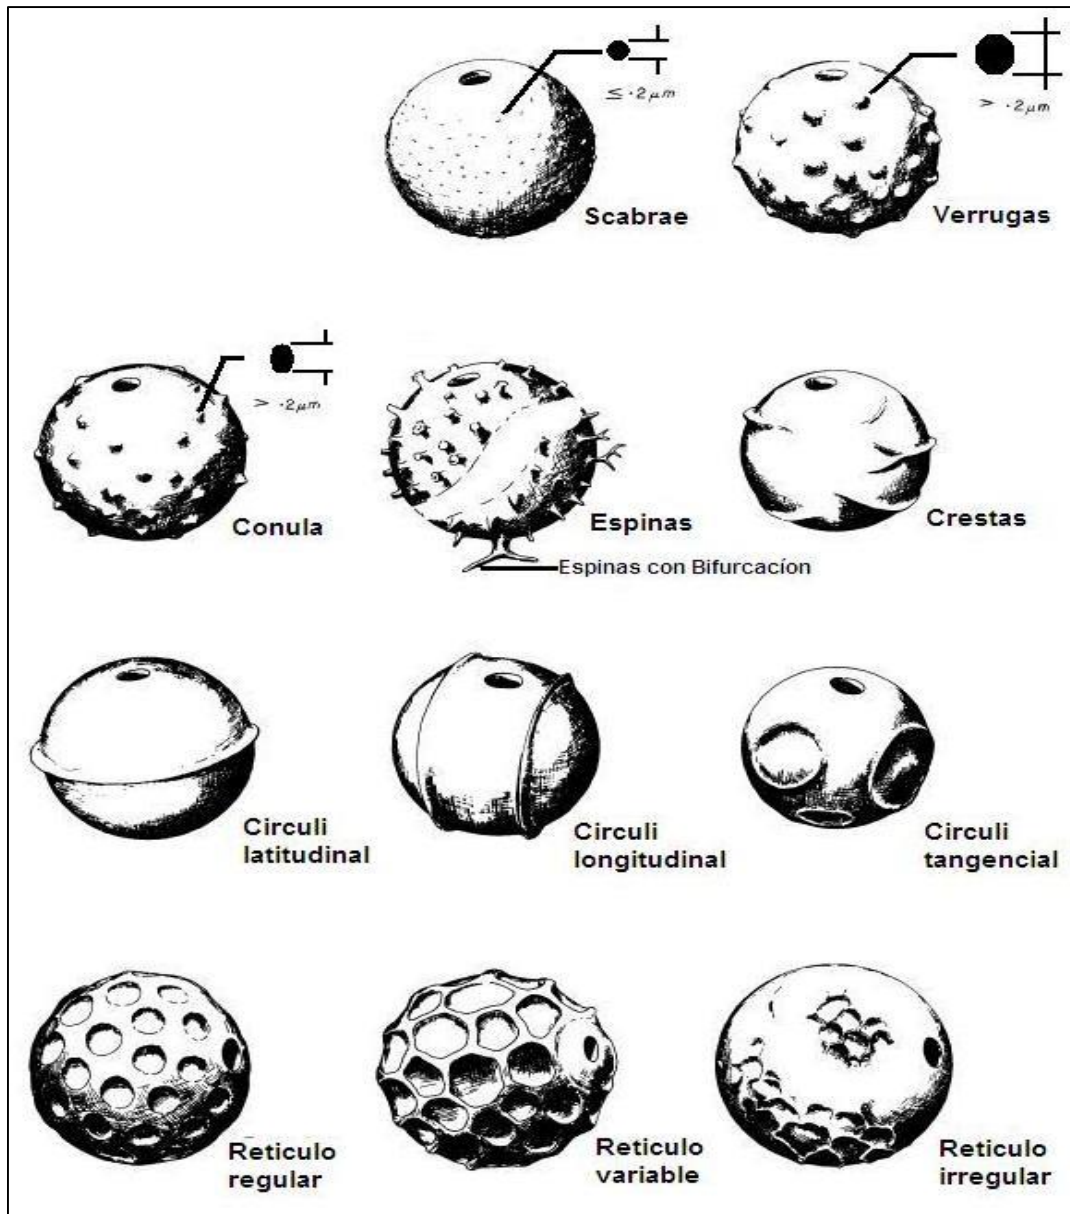 ≤ .2μm
> .2μm
Scabrae
Verrugas
> .2μm
Conula
Espinas
Crestas
Espinas con Bifurcacíon
Circuli
latitudinal
Circuli
longitudinal
Circuli
tangencial
Reticulo
regular
Reticulo
variable
Reticulo
irregular